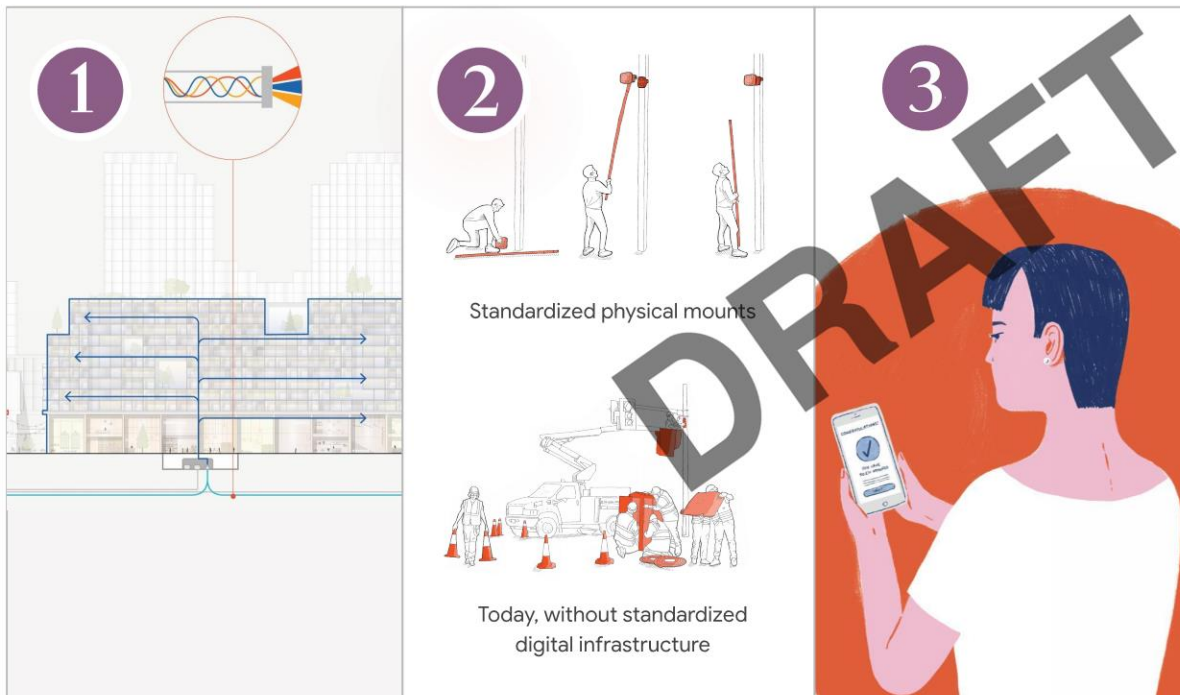 1
2
Standardized physical mounts
Today, without standardized
digital infrastructure
3
DRAFT